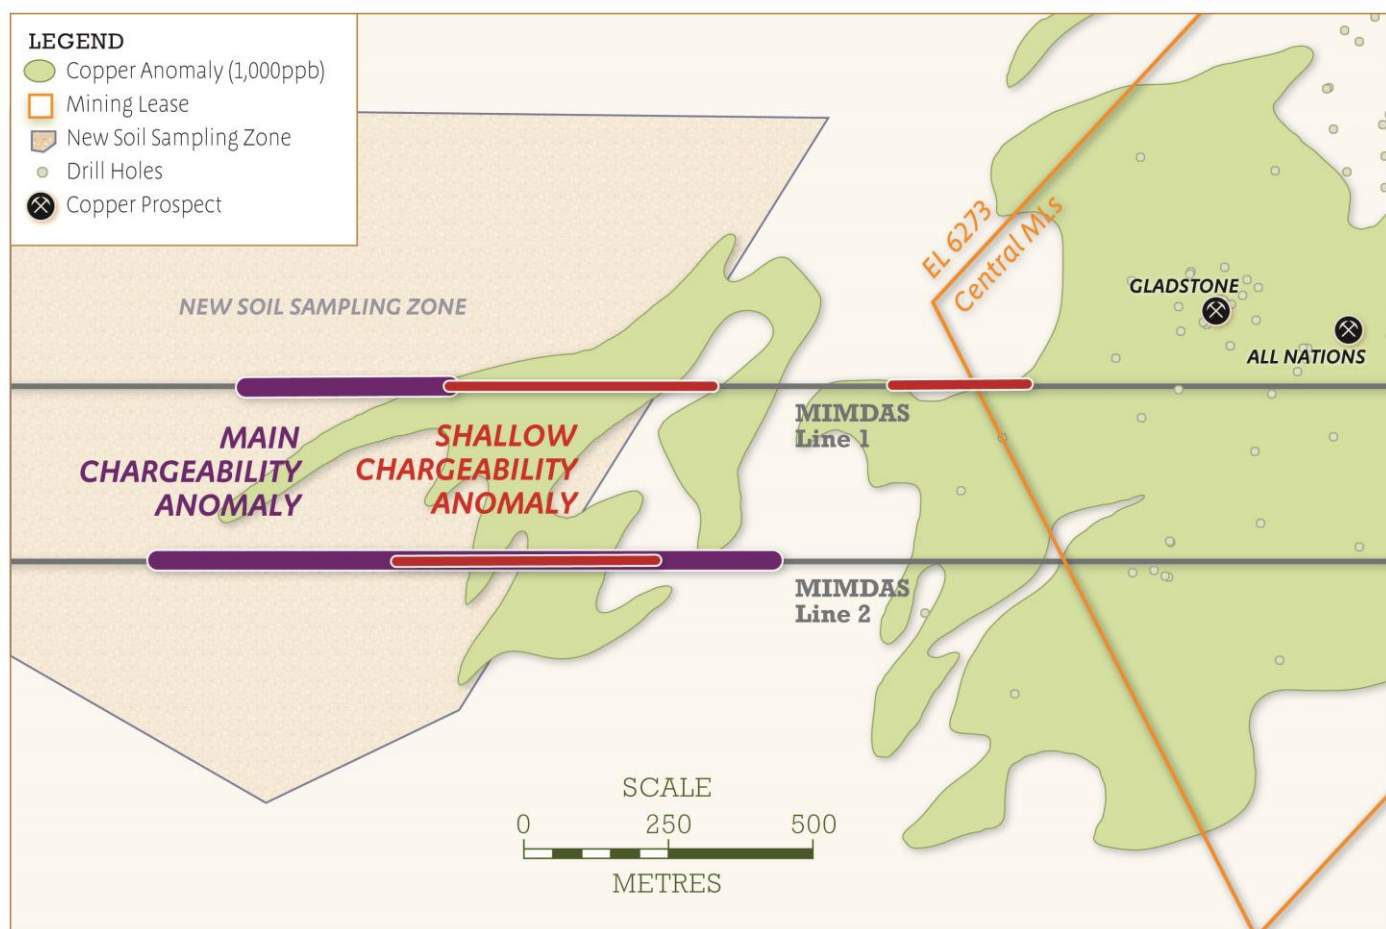 LEGEND
Copper Anomaly (1,000ppb)
Mining Lease
New Soil Sampling Zone
Drill Holes
Copper Prospect
EL 6273
Central MLs
NEW SOIL SAMPLING ZONE
GLADSTONE
ALL NATIONS
MIMDAS
Line 1
MAIN
CHARGEABILITY
ANOMALY
SHALLOW
CHARGEABILITY
ANOMALY
MIMDAS
Line 2
SCALE
0 250 500
METRES